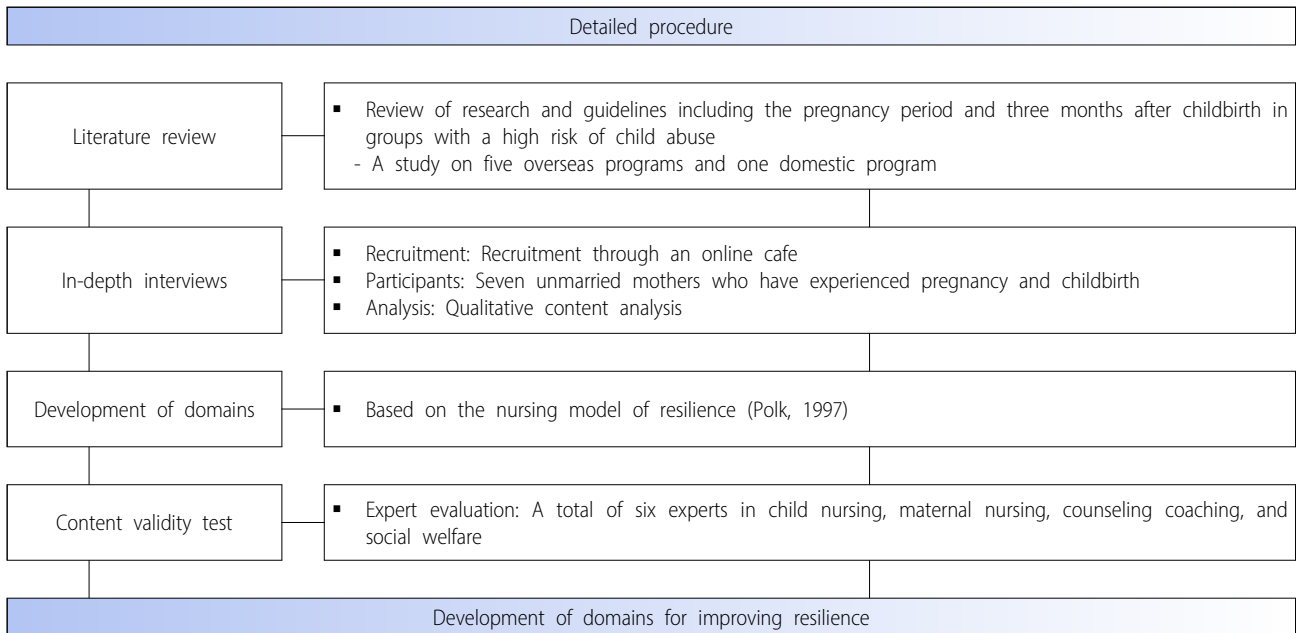 Detailed procedure
Literature review
▪ Review of research and guidelines including the pregnancy period and three months after childbirth in
groups with a high risk of child abuse
- A study on five overseas programs and one domestic program
In-depth interviews
▪ Recruitment: Recruitment through an online cafe
▪ Participants: Seven unmarried mothers who have experienced pregnancy and childbirth
▪ Analysis: Qualitative content analysis
Development of domains
▪ Based on the nursing model of resilience (Polk, 1997)
Content validity test
▪ Expert evaluation: A total of six experts in child nursing, maternal nursing, counseling coaching, and
social welfare
Development of domains for improving resilience